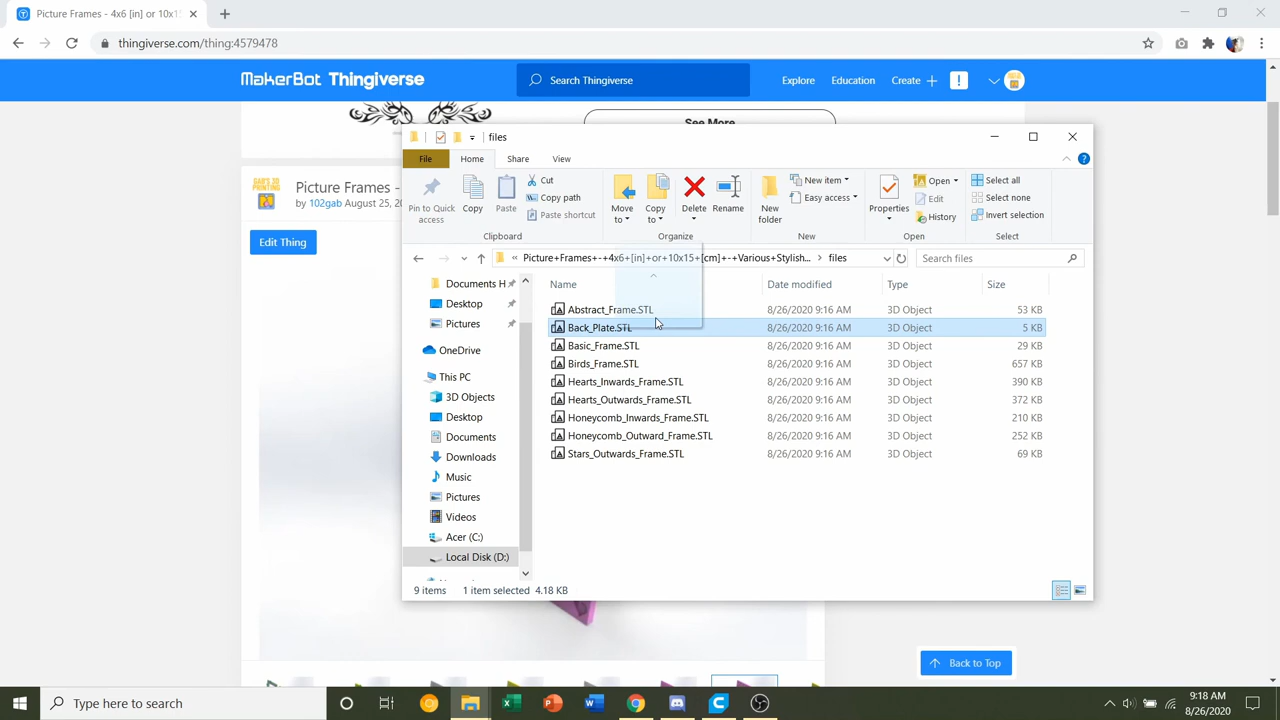 Picture Frames - 4x6 [in] or 10x15
thingiverse.com/thing:4579478
MakerBot Thingiverse
Search Thingiverse
Explore
Education
Create
!
See More
files
File
Home
Share
View
Pin to Quick access
Copy
Paste
Cut
Copy path
Paste shortcut
Clipboard
Move to
Copy to
Delete
Rename
Organize
New folder
New item
Easy access
New
Properties
Open
Edit
History
Open
Select all
Select none
Invert selection
Select
Picture Frames -
by 102gab August 25, 20
Edit Thing
« Picture+Frames+-+4x6+[in]+or+10x15+[cm]+-+Various+Stylish... > files
Search files
Documents H
Desktop
Pictures
OneDrive
This PC
3D Objects
Desktop
Documents
Downloads
Music
Pictures
Videos
Acer (C:)
Local Disk (D:)
Name Date modified Type Size
Abstract_Frame.STL 8/26/2020 9:16 AM 3D Object 53 KB
Back_Plate.STL 8/26/2020 9:16 AM 3D Object 5 KB
Basic_Frame.STL 8/26/2020 9:16 AM 3D Object 29 KB
Birds_Frame.STL 8/26/2020 9:16 AM 3D Object 657 KB
Hearts_Inwards_Frame.STL 8/26/2020 9:16 AM 3D Object 390 KB
Hearts_Outwards_Frame.STL 8/26/2020 9:16 AM 3D Object 372 KB
Honeycomb_Inwards_Frame.STL 8/26/2020 9:16 AM 3D Object 210 KB
Honeycomb_Outward_Frame.STL 8/26/2020 9:16 AM 3D Object 252 KB
Stars_Outwards_Frame.STL 8/26/2020 9:16 AM 3D Object 69 KB
9 items 1 item selected 4.18 KB
Back to Top
Type here to search
9:18 AM
8/26/2020